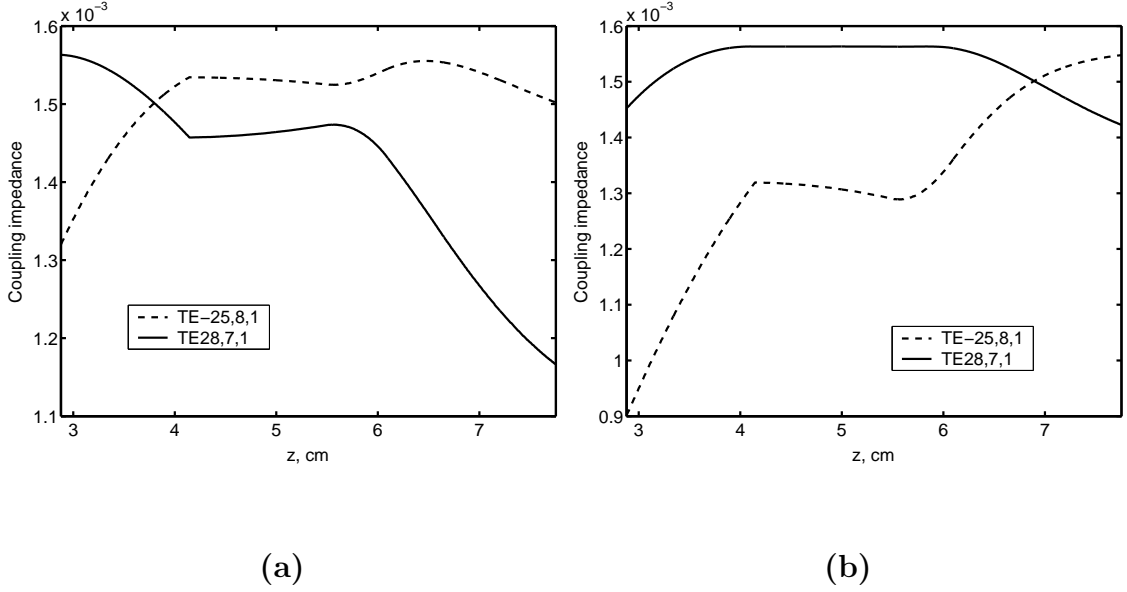 x 10⁻³
1.6
1.5
1.4
1.3
1.2
1.1
3 4 5 6 7
Coupling impedance
z, cm
TE−25,8,1
TE28,7,1
(a)
x 10⁻³
1.6
1.5
1.4
1.3
1.2
1.1
1
0.9
3 4 5 6 7
Coupling impedance
z, cm
TE−25,8,1
TE28,7,1
(b)